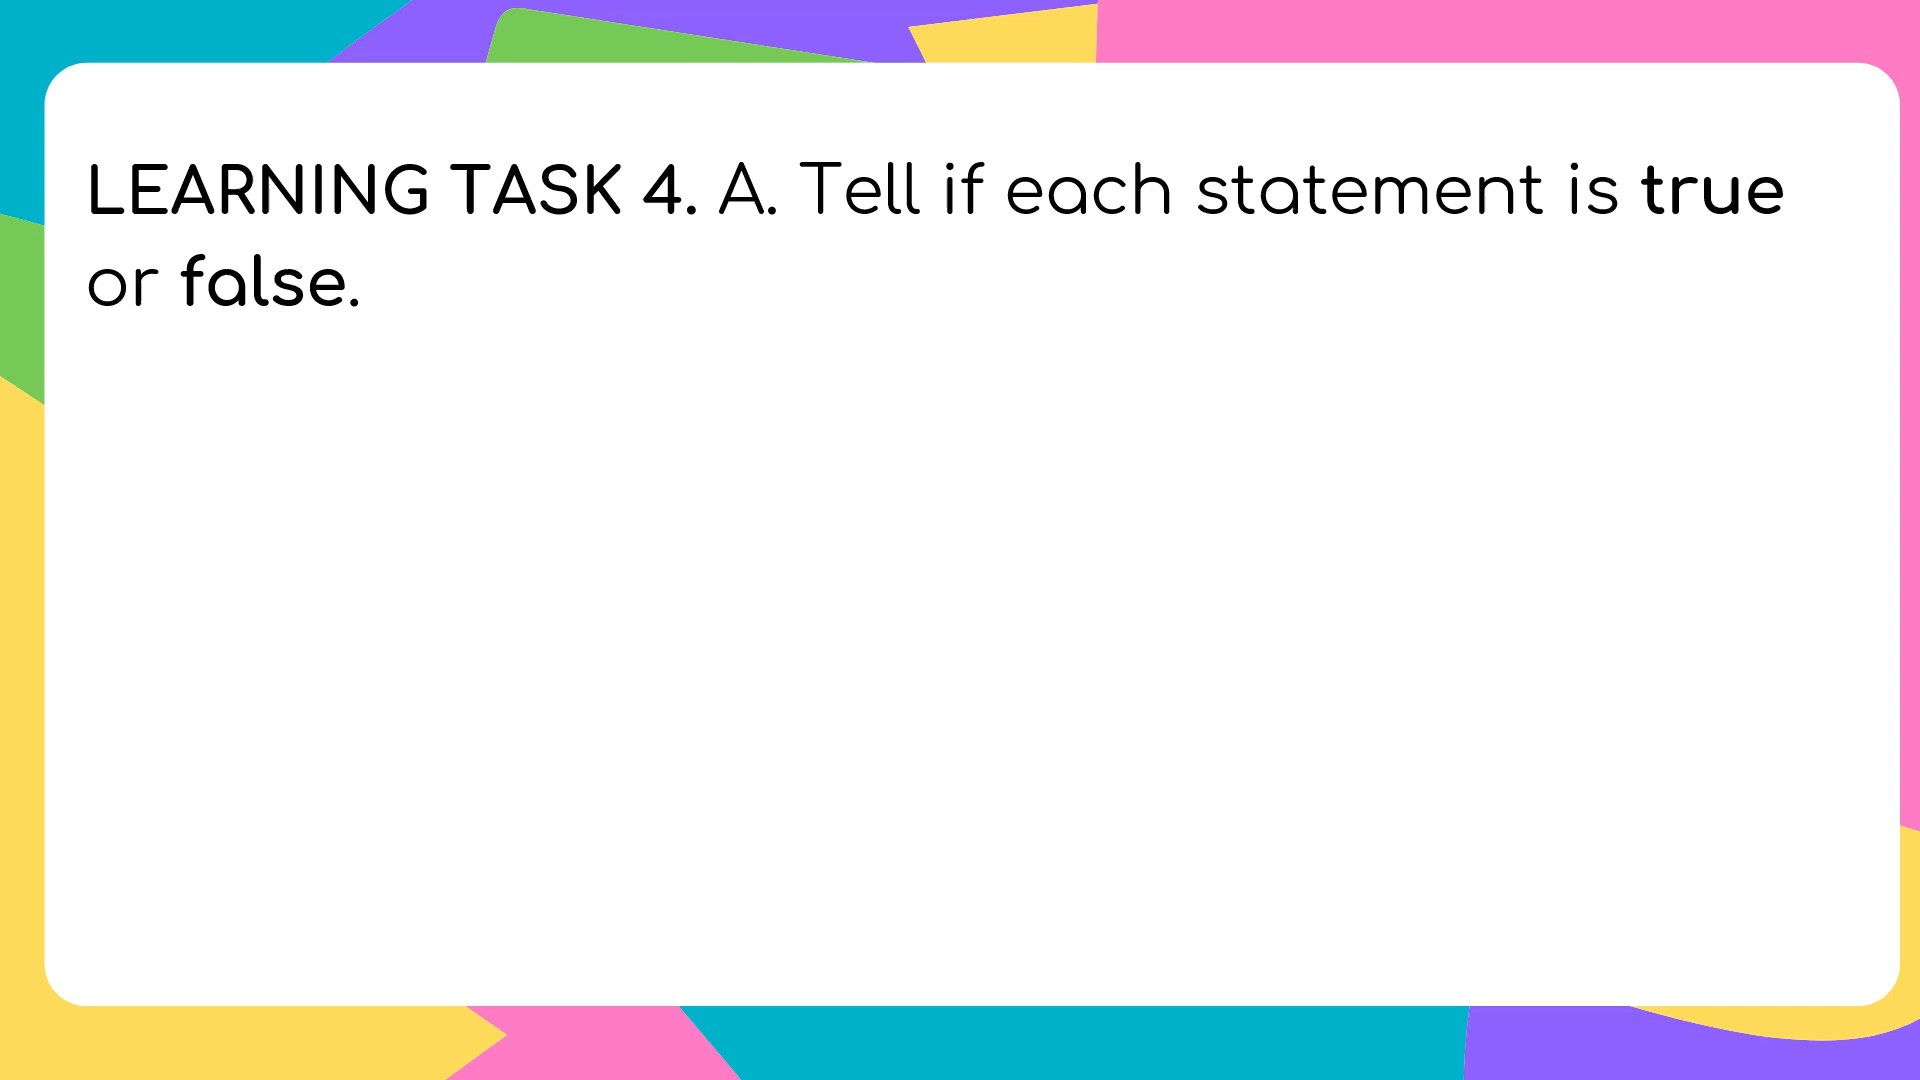 LEARNING TASK 4. A. Tell if each statement is true
or false.